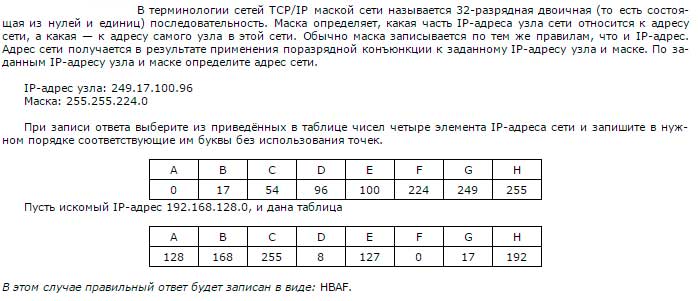 В терминологии сетей TCP/IP маской сети называется 32-разрядная двоичная (то есть состоя-
щая из нулей и единиц) последовательность. Маска определяет, какая часть IP-адреса узла сети относится к адресу
сети, а какая — к адресу самого узла в этой сети. Обычно маска записывается по тем же правилам, что и IP-адрес.
Адрес сети получается в результате применения поразрядной конъюнкции к заданному IP-адресу узла и маске. По за-
данным IP-адресу узла и маске определите адрес сети.
IP-адрес узла: 249.17.100.96
Маска: 255.255.224.0
При записи ответа выберите из приведённых в таблице чисел четыре элемента IP-адреса сети и запишите в нуж-
ном порядке соответствующие им буквы без использования точек.
A B C D E F G H
0 17 54 96 100 224 249 255
Пусть искомый IP-адрес 192.168.128.0, и дана таблица
A B C D E F G H
128 168 255 8 127 0 17 192
В этом случае правильный ответ будет записан в виде: HBAF.